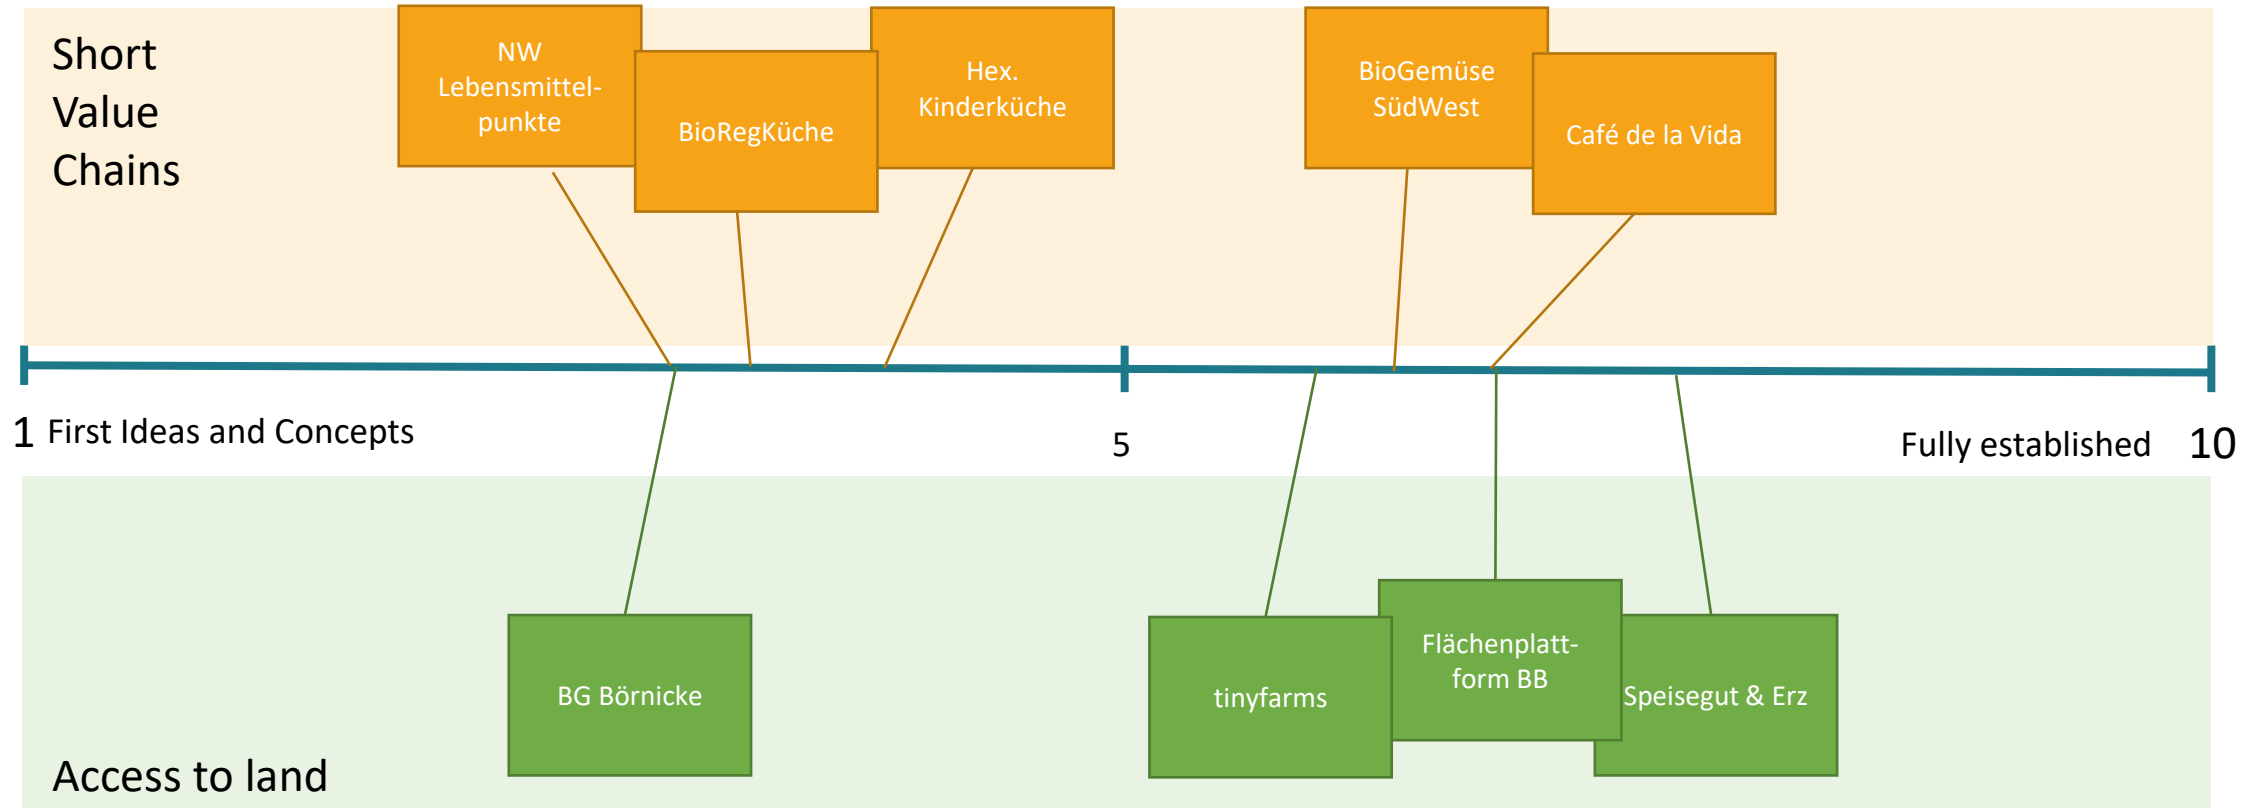 Short
Value
Chains
NW
Lebensmittel-
punkte
BioRegKüche
Hex.
Kinderküche
BioGemüse
SüdWest
Café de la Vida
1 First Ideas and Concepts
5
Fully established 10
BG Börnicke
tinyfarms
Flächenplatt-
form BB
Speisegut & Erz
Access to land